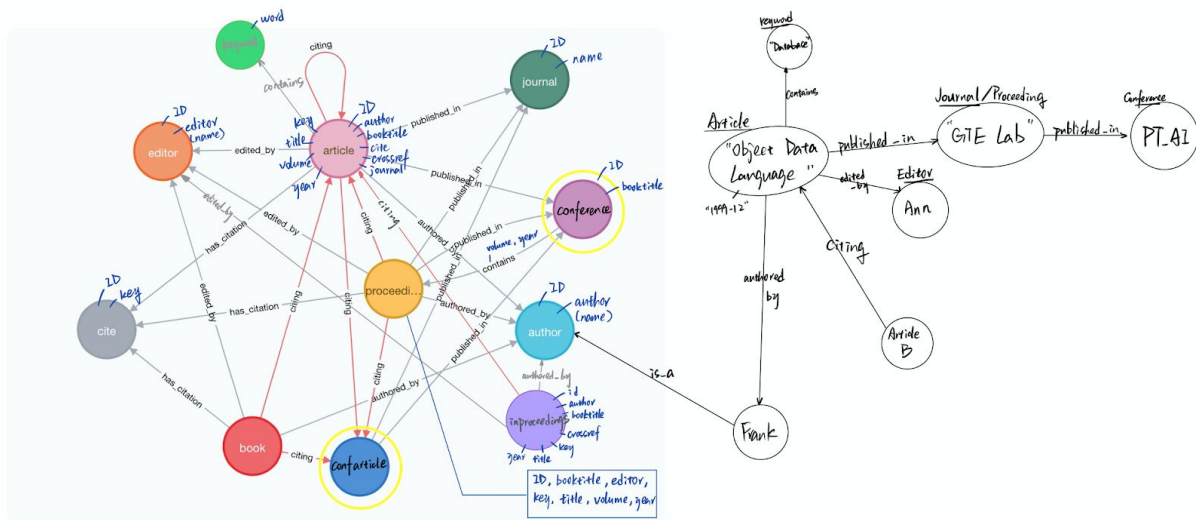 word
keyword
contains
citing
ID
name
journal
published_in
ID
editor
(name)
editor
edited_by
key
title
volume
year
article
ID
author
booktitle
cite
crossref
journal
published_in
ID
booktitle
conference
edited_by
has_citation
edited_by
citing
citing
published_in
published_in
volume, year
contains
authored_
published_in
ID
key
cite
edited_by
has_citation
citing
proceedi...
citing
authored_by
published_in
ID
author
(name)
author
has_citation
citing
authored_by
authored_by
id
author
booktitle
crossref
key
title
year
inproceedings
book
citing
confarticle
ID, booktitle, editor,
key, title, volume, year
is_a
keyword
"Database"
contains
Article
"Object Data
Language"
"1999-12"
published_in
Journal/Proceeding
"GTE Lab"
published_in
Conference
PT_AI
edited
_by
Editor
Ann
citing
authored
by
Article
B
Frank